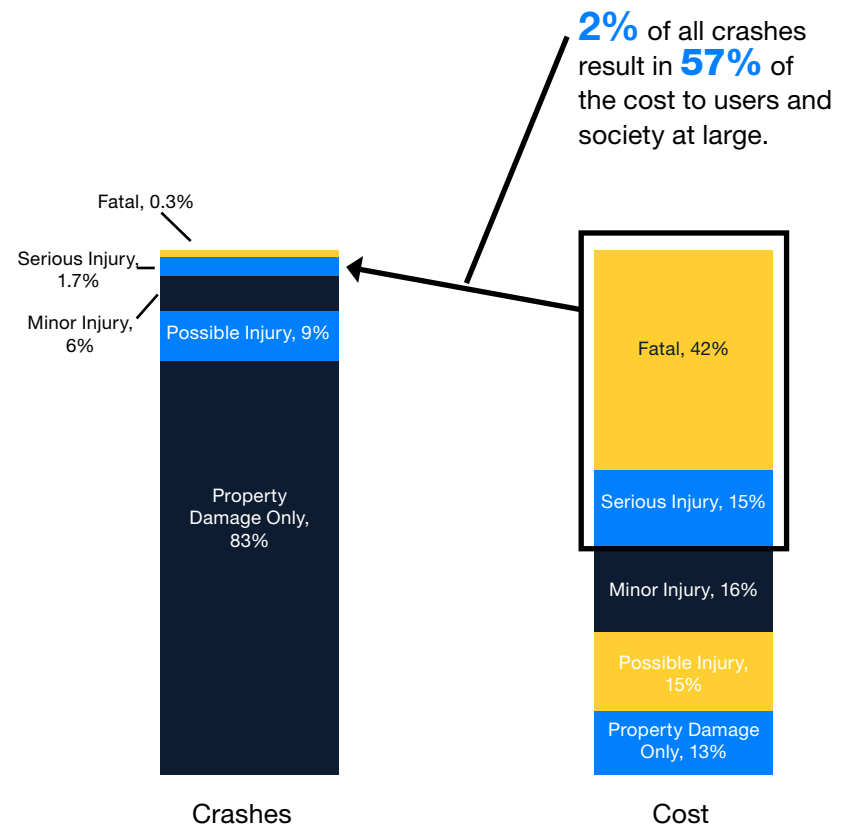 2% of all crashes
result in 57% of
the cost to users and
society at large.
Fatal, 0.3%
Serious Injury,
1.7%
Minor Injury,
6%
Possible Injury, 9%
Property
Damage Only,
83%
Crashes
Fatal, 42%
Serious Injury, 15%
Minor Injury, 16%
Possible Injury,
15%
Property Damage
Only, 13%
Cost